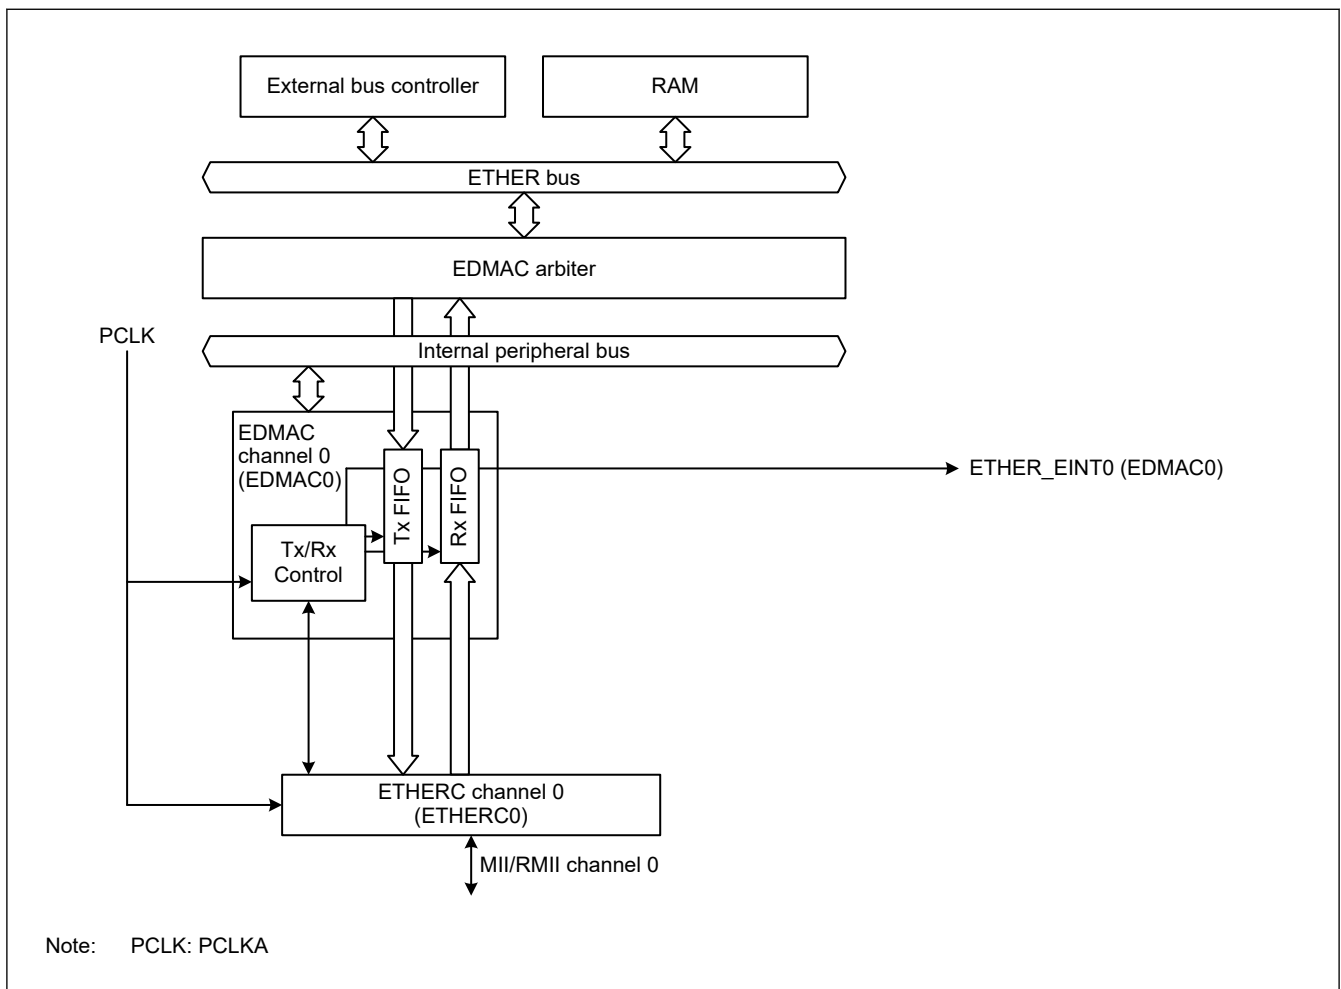 External bus controller
RAM
ETHER bus
EDMAC arbiter
PCLK
Internal peripheral bus
EDMAC
channel 0
(EDMAC0)
Tx FIFO
Rx FIFO
ETHER_EINT0 (EDMAC0)
Tx/Rx
Control
ETHERC channel 0
(ETHERC0)
MII/RMII channel 0
Note: PCLK: PCLKA